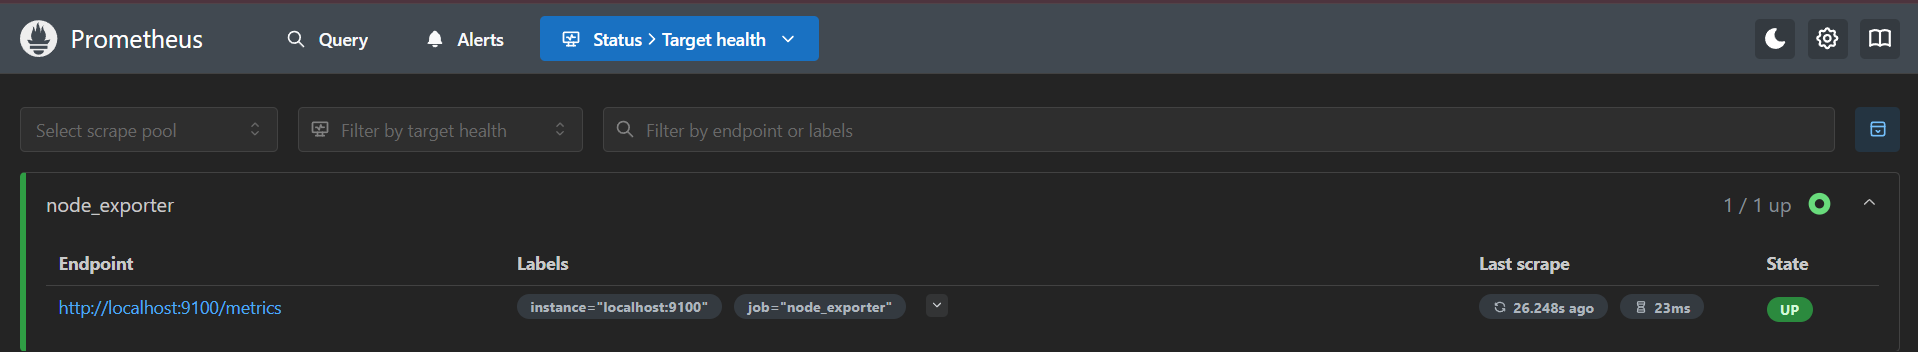 Prometheus Query Alerts Status > Target health
Select scrape pool Filter by target health Filter by endpoint or labels
node_exporter 1 / 1 up
Endpoint Labels Last scrape State
http://localhost:9100/metrics instance="localhost:9100" job="node_exporter" 26.248s ago 23ms UP